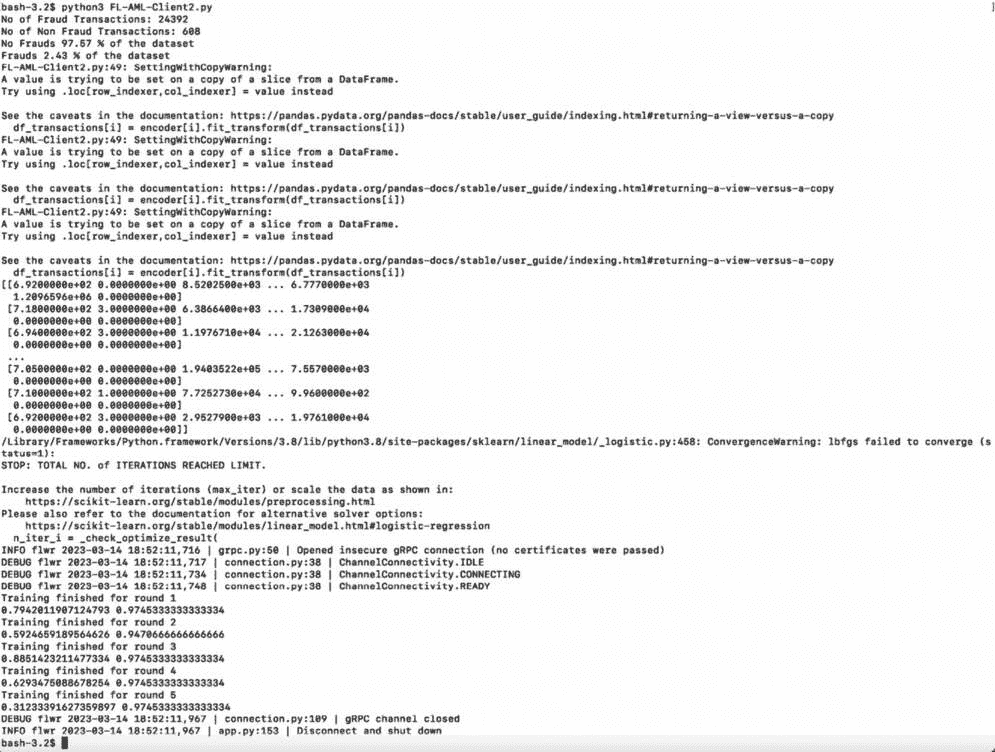 bash-3.2$ python3 FL-AML-Client2.py
No of Fraud Transactions: 24392
No of Non Fraud Transactions: 608
No Frauds 97.57 % of the dataset
Frauds 2.43 % of the dataset
FL-AML-Client2.py:49: SettingWithCopyWarning:
A value is trying to be set on a copy of a slice from a DataFrame.
Try using .loc[row_indexer,col_indexer] = value instead

See the caveats in the documentation: https://pandas.pydata.org/pandas-docs/stable/user_guide/indexing.html#returning-a-view-versus-a-copy
  df_transactions[i] = encoder[i].fit_transform(df_transactions[i])
FL-AML-Client2.py:49: SettingWithCopyWarning:
A value is trying to be set on a copy of a slice from a DataFrame.
Try using .loc[row_indexer,col_indexer] = value instead

See the caveats in the documentation: https://pandas.pydata.org/pandas-docs/stable/user_guide/indexing.html#returning-a-view-versus-a-copy
  df_transactions[i] = encoder[i].fit_transform(df_transactions[i])
FL-AML-Client2.py:49: SettingWithCopyWarning:
A value is trying to be set on a copy of a slice from a DataFrame.
Try using .loc[row_indexer,col_indexer] = value instead

See the caveats in the documentation: https://pandas.pydata.org/pandas-docs/stable/user_guide/indexing.html#returning-a-view-versus-a-copy
  df_transactions[i] = encoder[i].fit_transform(df_transactions[i])
[[6.9200000e+02 0.0000000e+00 8.5202500e+03 ... 6.7770000e+03
  1.2096596e+06 0.0000000e+00]
 [7.1800000e+02 3.0000000e+00 6.3866400e+03 ... 1.7309000e+04
  0.0000000e+00 0.0000000e+00]
 [6.9400000e+02 3.0000000e+00 1.1976710e+04 ... 2.1263000e+04
  0.0000000e+00 0.0000000e+00]
 ...
 [7.0500000e+02 0.0000000e+00 1.9403522e+05 ... 7.5570000e+03
  0.0000000e+00 0.0000000e+00]
 [7.1000000e+02 1.0000000e+00 7.7252730e+04 ... 9.9600000e+02
  0.0000000e+00 0.0000000e+00]
 [6.9200000e+02 3.0000000e+00 2.9527900e+03 ... 1.9761000e+04
  0.0000000e+00 0.0000000e+00]]
/Library/Frameworks/Python.framework/Versions/3.8/lib/python3.8/site-packages/sklearn/linear_model/_logistic.py:458: ConvergenceWarning: lbfgs failed to converge (s
tatus=1):
STOP: TOTAL NO. of ITERATIONS REACHED LIMIT.

Increase the number of iterations (max_iter) or scale the data as shown in:
    https://scikit-learn.org/stable/modules/preprocessing.html
Please also refer to the documentation for alternative solver options:
    https://scikit-learn.org/stable/modules/linear_model.html#logistic-regression
  n_iter_i = _check_optimize_result(
INFO flwr 2023-03-14 18:52:11,716 | grpc.py:50 | Opened insecure gRPC connection (no certificates were passed)
DEBUG flwr 2023-03-14 18:52:11,717 | connection.py:38 | ChannelConnectivity.IDLE
DEBUG flwr 2023-03-14 18:52:11,734 | connection.py:38 | ChannelConnectivity.CONNECTING
DEBUG flwr 2023-03-14 18:52:11,748 | connection.py:38 | ChannelConnectivity.READY
Training finished for round 1
0.7942011907124793 0.9745333333333334
Training finished for round 2
0.5924659189564626 0.9470666666666666
Training finished for round 3
0.8851423211477334 0.9745333333333334
Training finished for round 4
0.6293475088678254 0.9745333333333334
Training finished for round 5
0.31233391627359897 0.9745333333333334
DEBUG flwr 2023-03-14 18:52:11,967 | connection.py:109 | gRPC channel closed
INFO flwr 2023-03-14 18:52:11,967 | app.py:153 | Disconnect and shut down
bash-3.2$